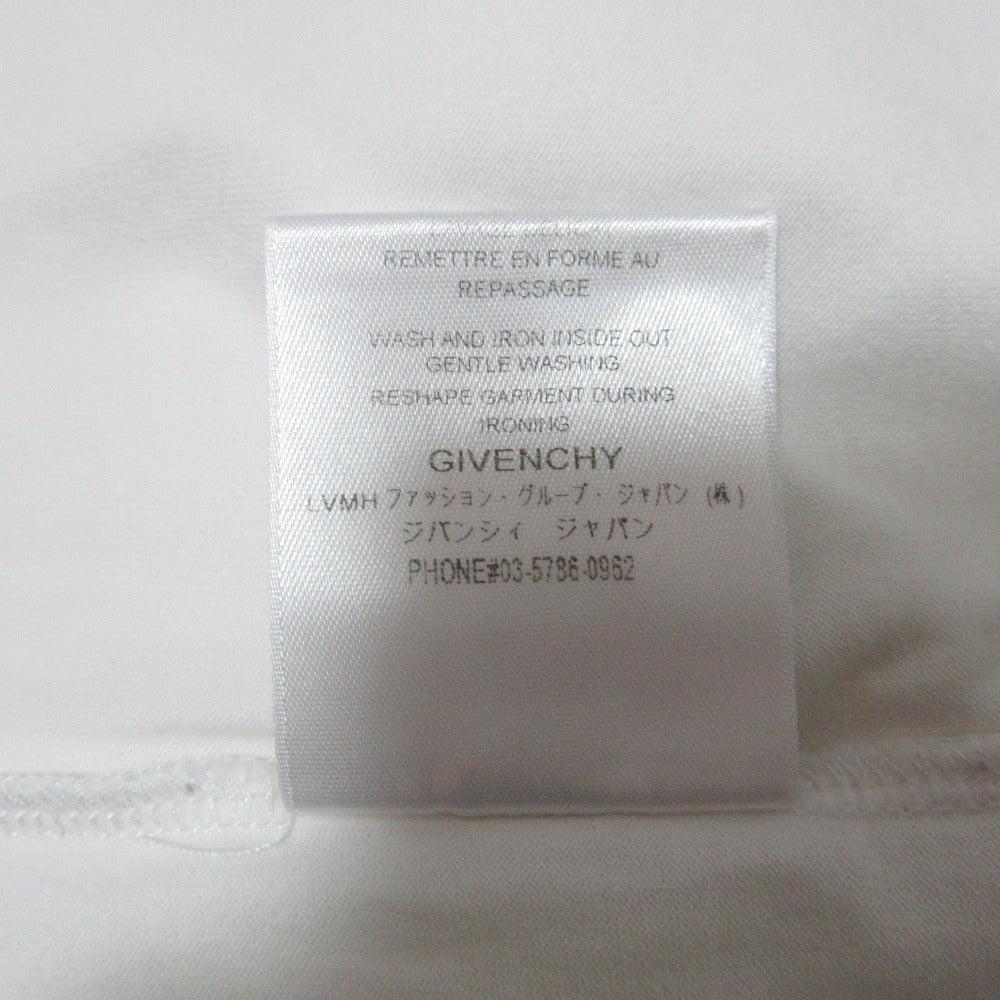 REMETTRE EN FORME AU
REPASSAGE
WASH AND IRON INSIDE OUT
GENTLE WASHING
RESHAPE GARMENT DURING
IRONING
GIVENCHY
LVMH ファッション・グループ・ ジャパン (株)
ジバンシィ ジャパン
PHONE#03-5786-0962